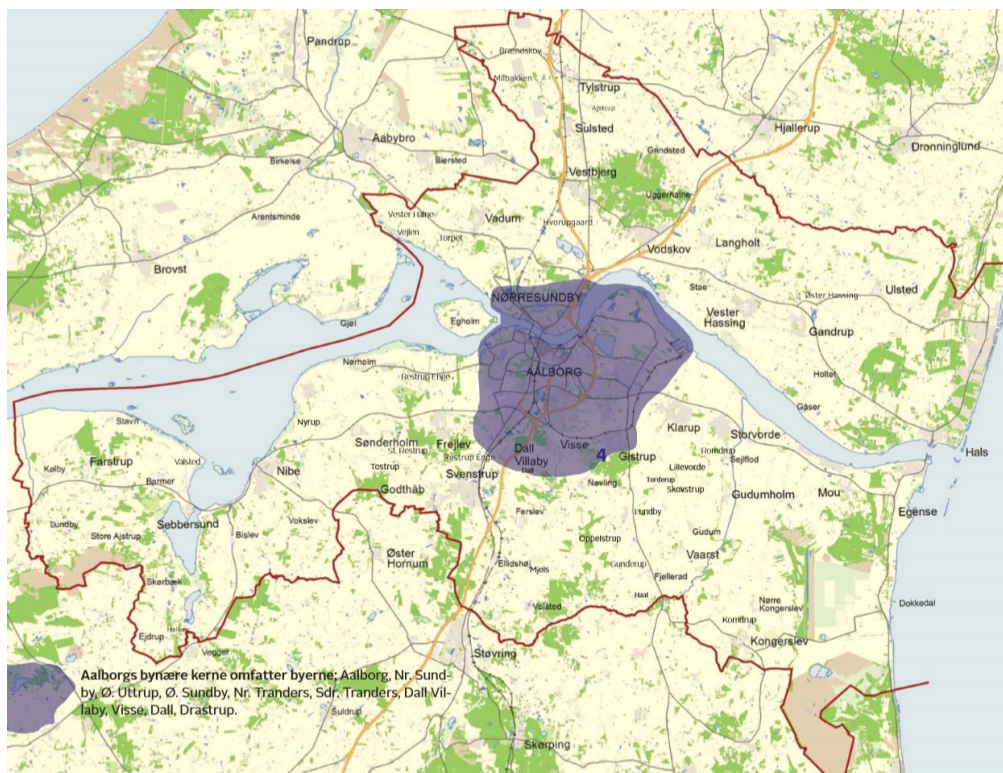 Pandrup
Brændskov
Milbakken
Tylstrup
Ajstrup
Sulsted
Hjallerup
Aabybro
Dronninglund
Grindsted
Birkelse
Biersted
Vestbjerg
Uggerhalne
Arentsminde
Vester Halne
Vadum
Hvorupgaard
Vejlen
Torpet
Langholt
Vodskov
Brovst
Stae
Ulsted
NØRRESUNDBY
Øster Hassing
Vester
Hassing
Gjøl
Egholm
Gandrup
Nørholm
Restrup Enge
AALBORG
Holtet
Gåser
Stavn
Nyrup
Klarup
Storvorde
Sønderholm
Frejlev
Dall
Villaby
Visse
St. Restrup
Restrup Enge
4
Gistrup
Romdrup
Sejlflod
Hals
Kølby
Farstrup
Valsted
Nibe
Tostrup
Svenstrup
Dall
Lillevorde
Barmer
Godthåb
Nøvling
Torderup
Skovstrup
Gudumholm
Mou
Lundby
Sebbersund
Vokslev
Ferslev
Lundby
Egense
Store Ajstrup
Bislev
Oppelstrup
Gudum
Øster
Hornum
Vaarst
Ellidshøj
Mjels
Gunderup
Skørbæk
Fjellerad
Volsted
Haal
Nørre
Kongerslev
Dokkedal
Ejdrup
Komdrup
Vegger
Kongerslev
Støvring
Aalborgs bynære kerne omfatter byerne; Aalborg, Nr. Sund-
by, Ø. Uttrup, Ø. Sundby, Nr. Tranders, Sdr. Tranders, Dall Vil-
laby, Visse, Dall, Drastrup.
Suldrup
Skørping